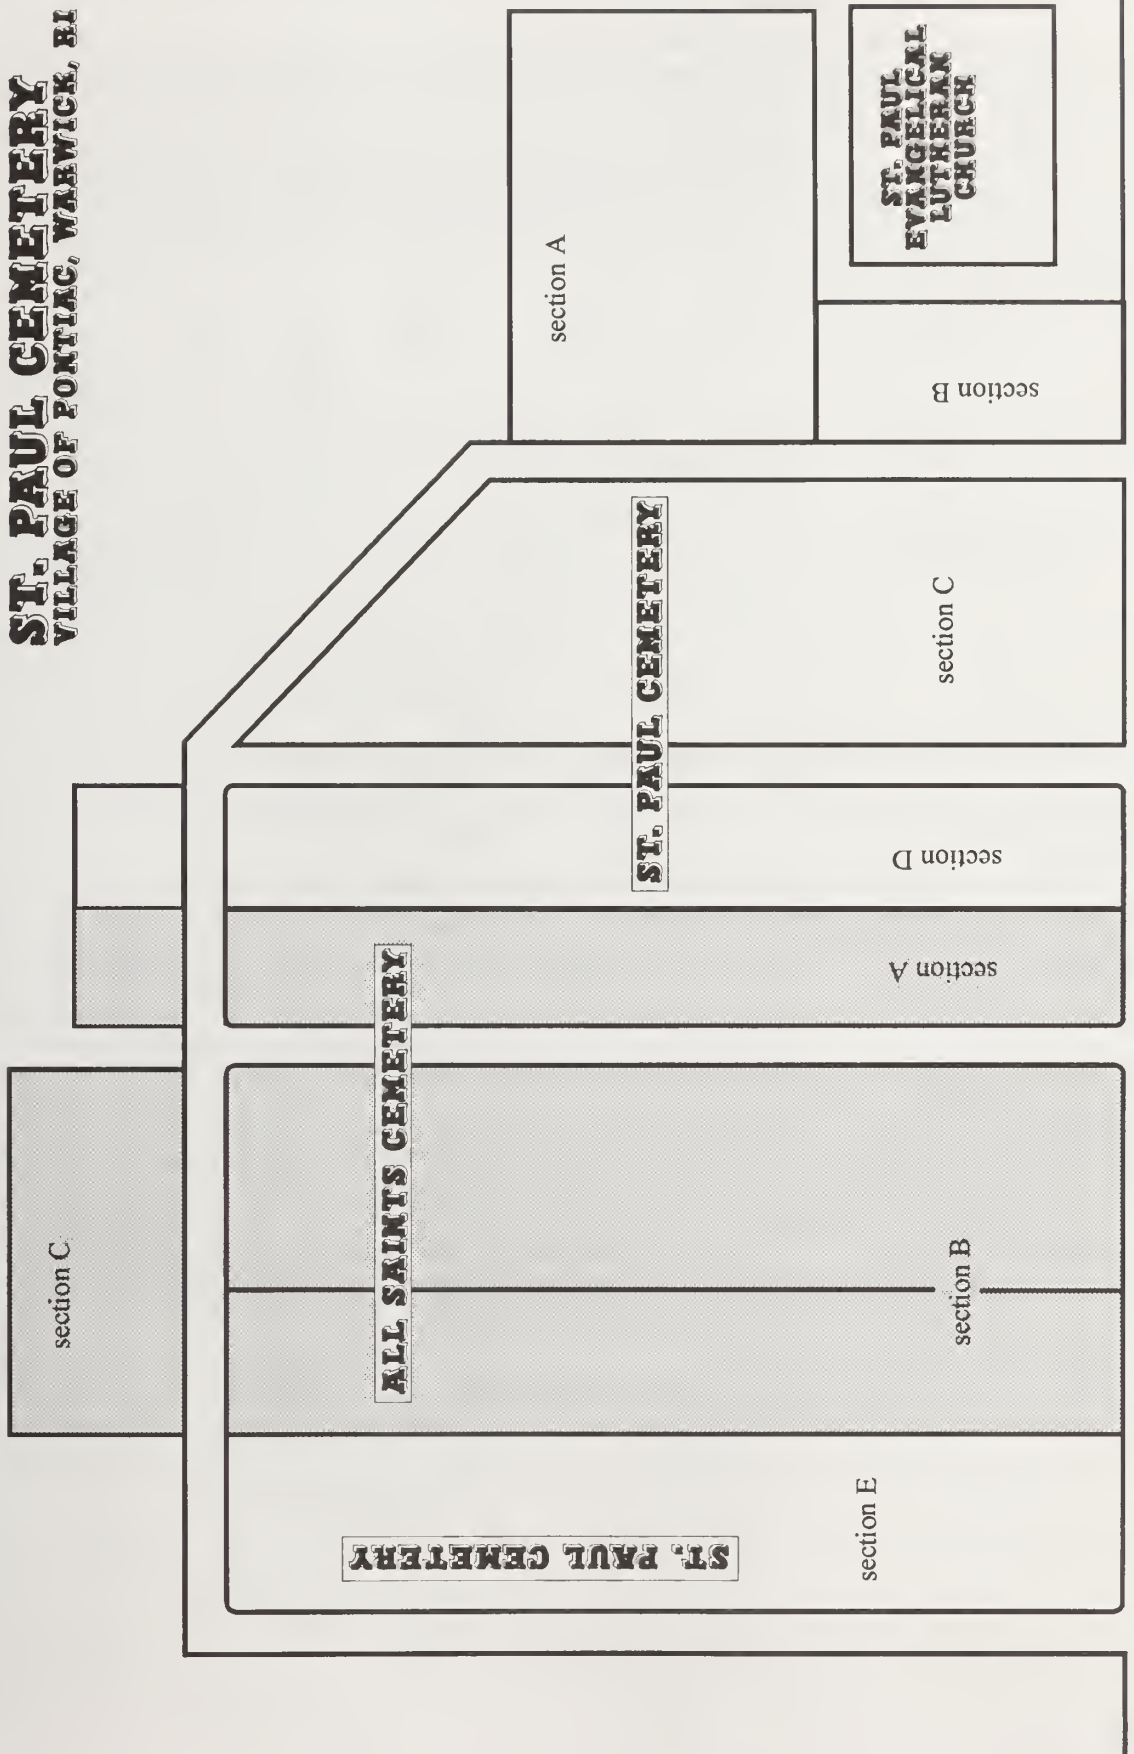 ST. PAUL CEMETERY
VILLAGE OF PONTIAC, WARWICK, RI
ST. PAUL
EVANGELICAL
LUTHERAN
CHURCH
section A
section B
ST. PAUL CEMETERY
section C
section D
section A
ALL SAINTS CEMETERY
section C
section B
ST. PAUL CEMETERY
section E